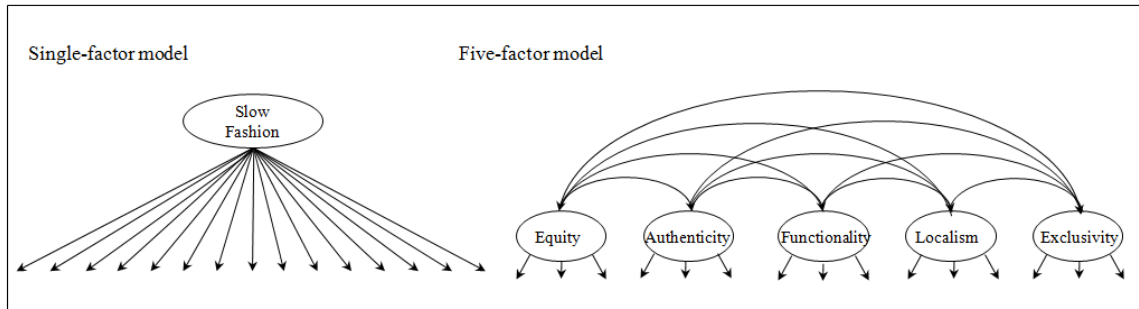 Single-factor model
Five-factor model
Slow
Fashion
Equity
Authenticity
Functionality
Localism
Exclusivity